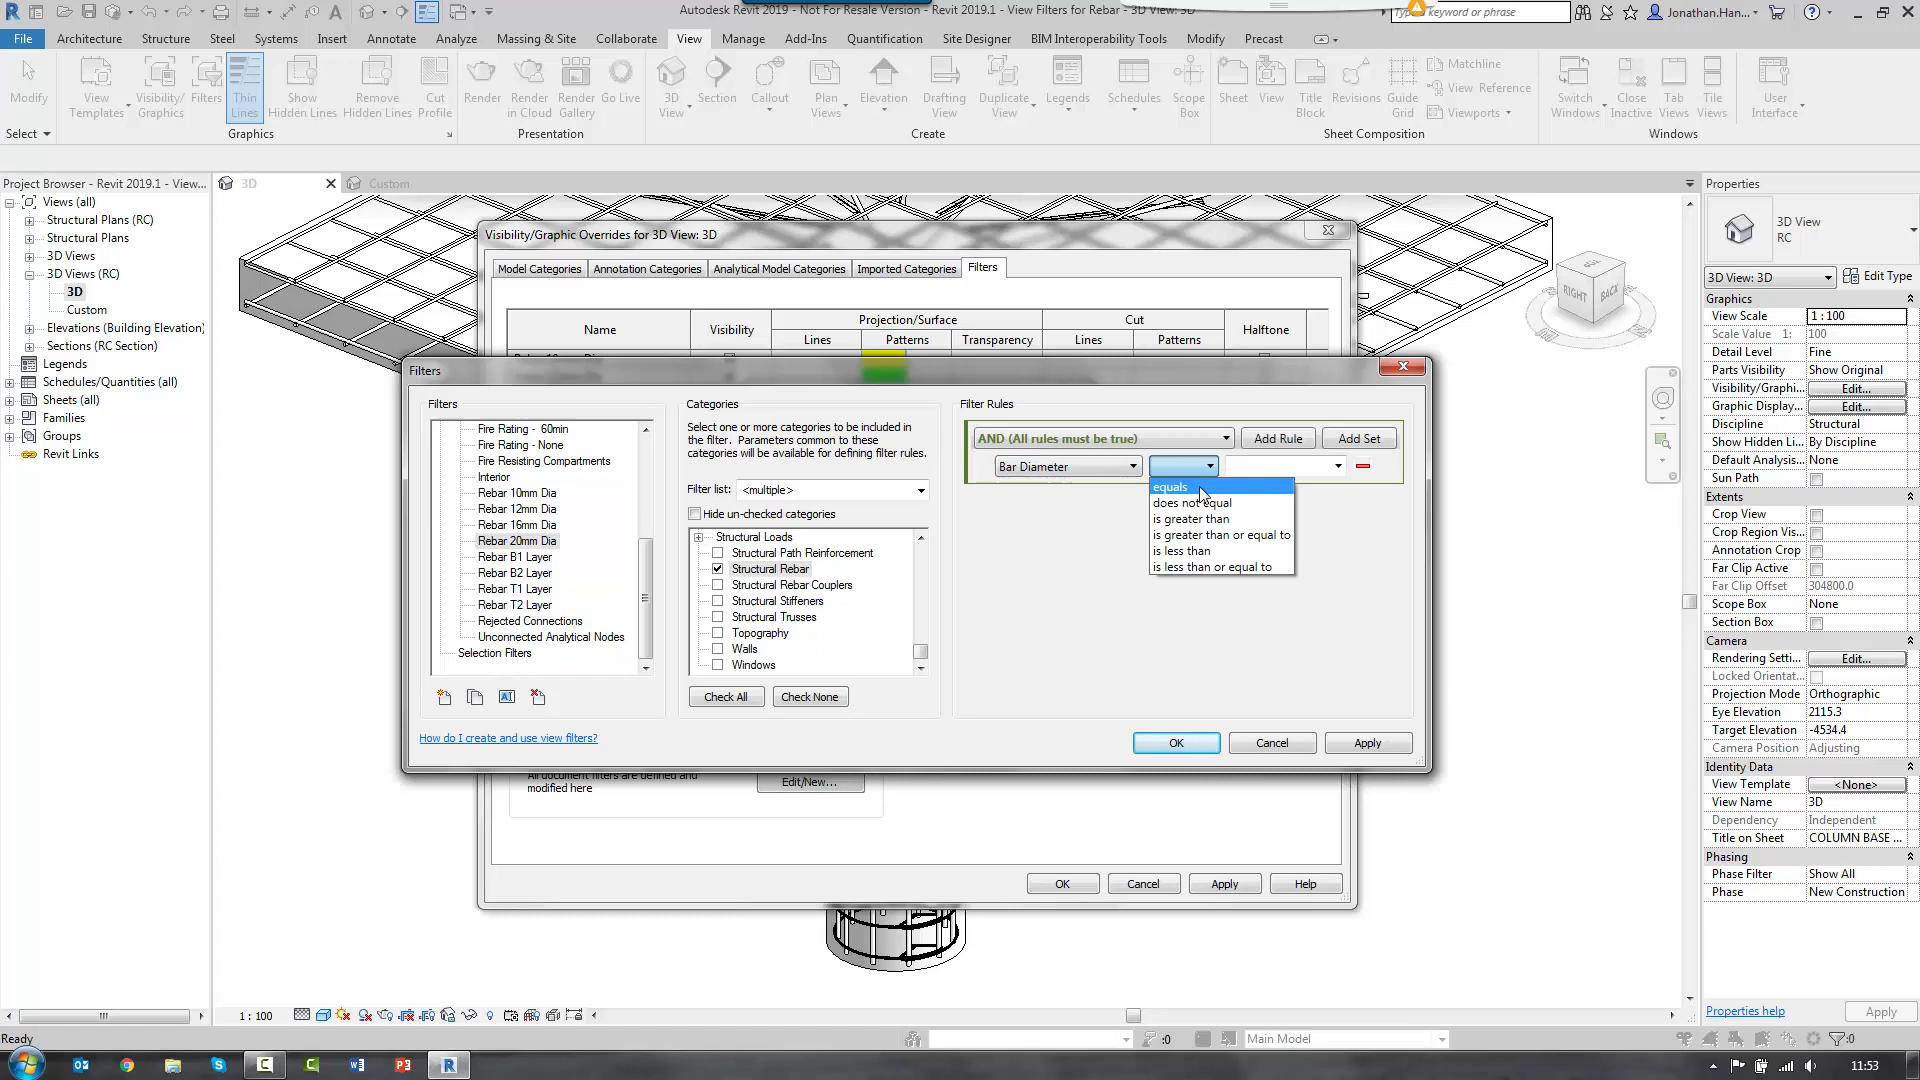 Autodesk Revit 2019 - Not For Resale Version - Revit 2019.1 - View Filters for Rebar - 3D View: 3D
Type a keyword or phrase
Jonathan.Han...
File Architecture Structure Steel Systems Insert Annotate Analyze Massing & Site Collaborate View Manage Add-Ins Quantification Site Designer BIM Interoperability Tools Modify Precast
Modify
View Templates
Visibility/ Graphics
Filters
Thin Lines
Show Hidden Lines
Remove Hidden Lines
Cut Profile
Render
Render in Cloud
Render Gallery
Go Live
3D View
Section
Callout
Plan Views
Elevation
Drafting View
Duplicate View
Legends
Schedules
Scope Box
Sheet
View
Title Block
Revisions
Guide Grid
Matchline
View Reference
Viewports
Switch Windows
Close Inactive
Tab Views
Tile Views
User Interface
Select
Graphics
Presentation
Create
Sheet Composition
Windows
Project Browser - Revit 2019.1 - View...
Views (all)
Structural Plans (RC)
Structural Plans
3D Views
3D Views (RC)
3D
Custom
Elevations (Building Elevation)
Sections (RC Section)
Legends
Schedules/Quantities (all)
Sheets (all)
Families
Groups
Revit Links
3D
Custom
Visibility/Graphic Overrides for 3D View: 3D
Model Categories
Annotation Categories
Analytical Model Categories
Imported Categories
Filters
Name
Visibility
Projection/Surface
Cut
Halftone
Lines
Patterns
Transparency
Lines
Patterns
Filters
Filters
Fire Rating - 60min
Fire Rating - None
Fire Resisting Compartments
Interior
Rebar 10mm Dia
Rebar 12mm Dia
Rebar 16mm Dia
Rebar 20mm Dia
Rebar B1 Layer
Rebar B2 Layer
Rebar T1 Layer
Rebar T2 Layer
Rejected Connections
Unconnected Analytical Nodes
Selection Filters
How do I create and use view filters?
Categories
Select one or more categories to be included in the filter. Parameters common to these categories will be available for defining filter rules.
Filter list: <multiple>
Hide un-checked categories
Structural Loads
Structural Path Reinforcement
Structural Rebar
Structural Rebar Couplers
Structural Stiffeners
Structural Trusses
Topography
Walls
Windows
Check All
Check None
Filter Rules
AND (All rules must be true)
Add Rule
Add Set
Bar Diameter
equals
does not equal
is greater than
is greater than or equal to
is less than
is less than or equal to
OK
Cancel
Apply
All document filters are defined and modified here
Edit/New...
OK
Cancel
Apply
Help
RIGHT
BACK
Properties
3D View
RC
3D View: 3D
Edit Type
Graphics
View Scale 1 : 100
Scale Value 1: 100
Detail Level Fine
Parts Visibility Show Original
Visibility/Graphi... Edit...
Graphic Display... Edit...
Discipline Structural
Show Hidden Li... By Discipline
Default Analysis... None
Sun Path
Extents
Crop View
Crop Region Vis...
Annotation Crop
Far Clip Active
Far Clip Offset 304800.0
Scope Box None
Section Box
Camera
Rendering Setti... Edit...
Locked Orientat...
Projection Mode Orthographic
Eye Elevation 2115.3
Target Elevation -4534.4
Camera Position Adjusting
Identity Data
View Template <None>
View Name 3D
Dependency Independent
Title on Sheet COLUMN BASE ...
Phasing
Phase Filter Show All
Phase New Construction
Properties help
Apply
1 : 100
Ready
:0
Main Model
:0
11:53